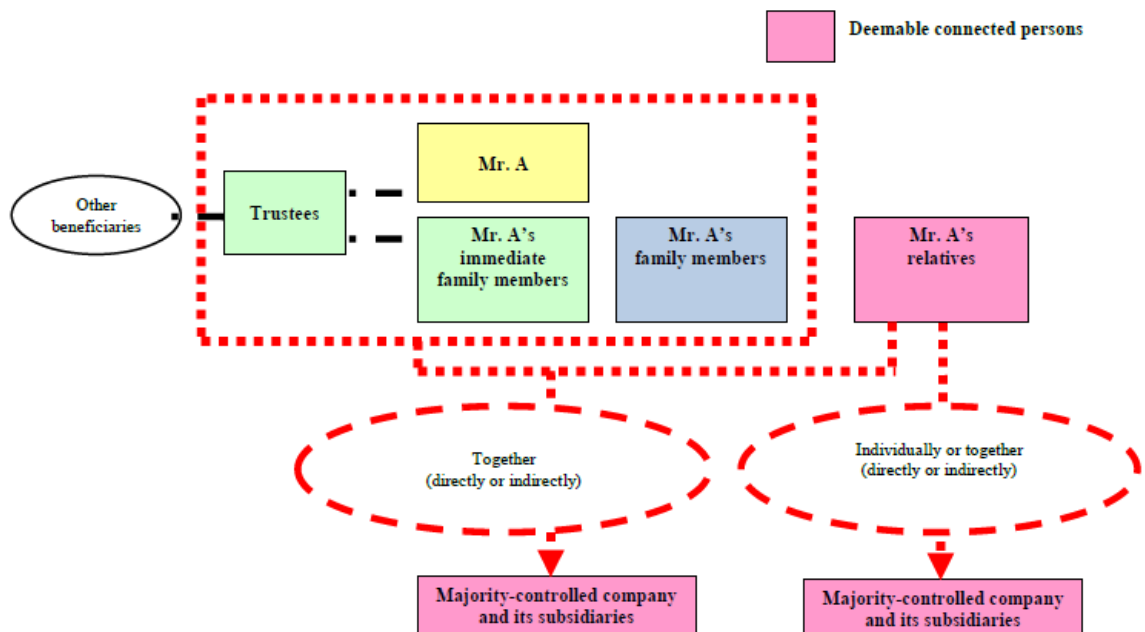 Deemable connected persons
Mr. A
Other
beneficiaries
Trustees
Mr. A’s
immediate
family members
Mr. A’s
family members
Mr. A’s
relatives
Together
(directly or indirectly)
Individually or together
(directly or indirectly)
Majority-controlled company
and its subsidiaries
Majority-controlled company
and its subsidiaries